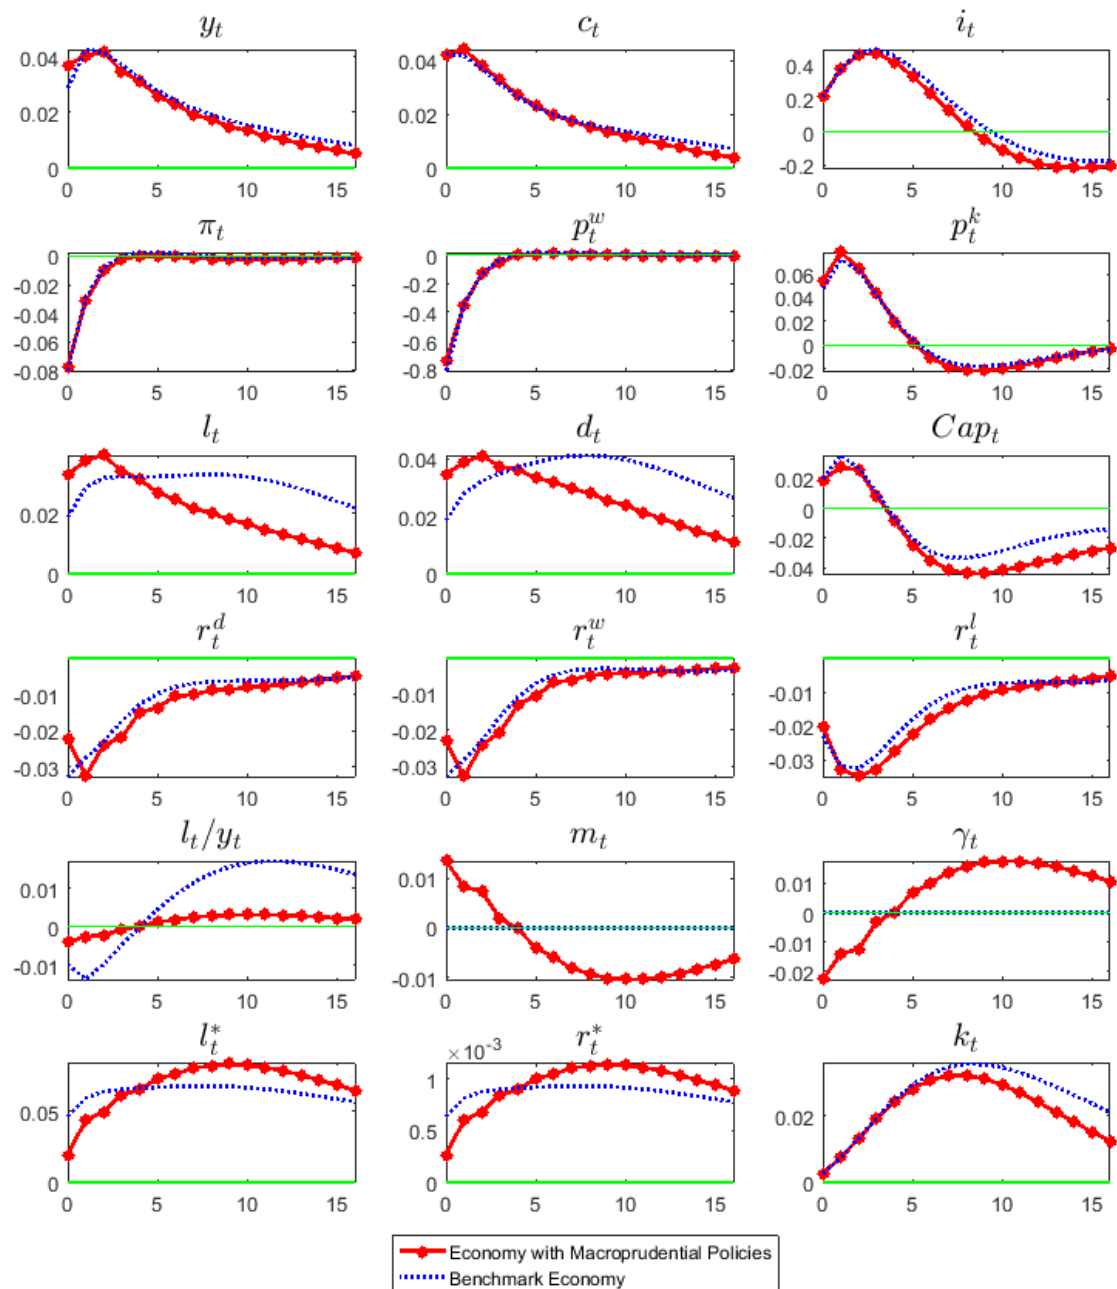 y_t c_t i_t
0.04 0.02 0 0 5 10 15
0.04 0.02 0 0 5 10 15
0.4 0.2 0 -0.2 0 5 10 15
π_t p_t^w p_t^k
0 -0.02 -0.04 -0.06 -0.08 0 5 10 15
0 -0.2 -0.4 -0.6 -0.8 0 5 10 15
0.06 0.04 0.02 0 -0.02 0 5 10 15
l_t d_t Cap_t
0.02 0 0 5 10 15
0.04 0.02 0 0 5 10 15
0.02 0 -0.02 -0.04 0 5 10 15
r_t^d r_t^w r_t^l
-0.01 -0.02 -0.03 0 5 10 15
-0.01 -0.02 -0.03 0 5 10 15
-0.01 -0.02 -0.03 0 5 10 15
l_t/y_t m_t γ_t
0.01 0 -0.01 0 5 10 15
0.01 0 -0.01 0 5 10 15
0.01 0 -0.01 -0.02 0 5 10 15
l_t^* r_t^* k_t
0.05 0 0 5 10 15
×10^-3 1 0.5 0 0 5 10 15
0.02 0 0 5 10 15
Economy with Macroprudential Policies
Benchmark Economy